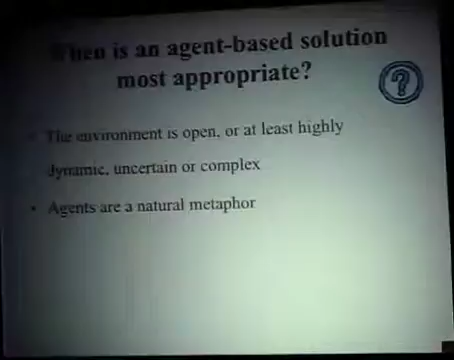 When is an agent-based solution
most appropriate?
• The environment is open, or at least highly
dynamic, uncertain or complex
• Agents are a natural metaphor